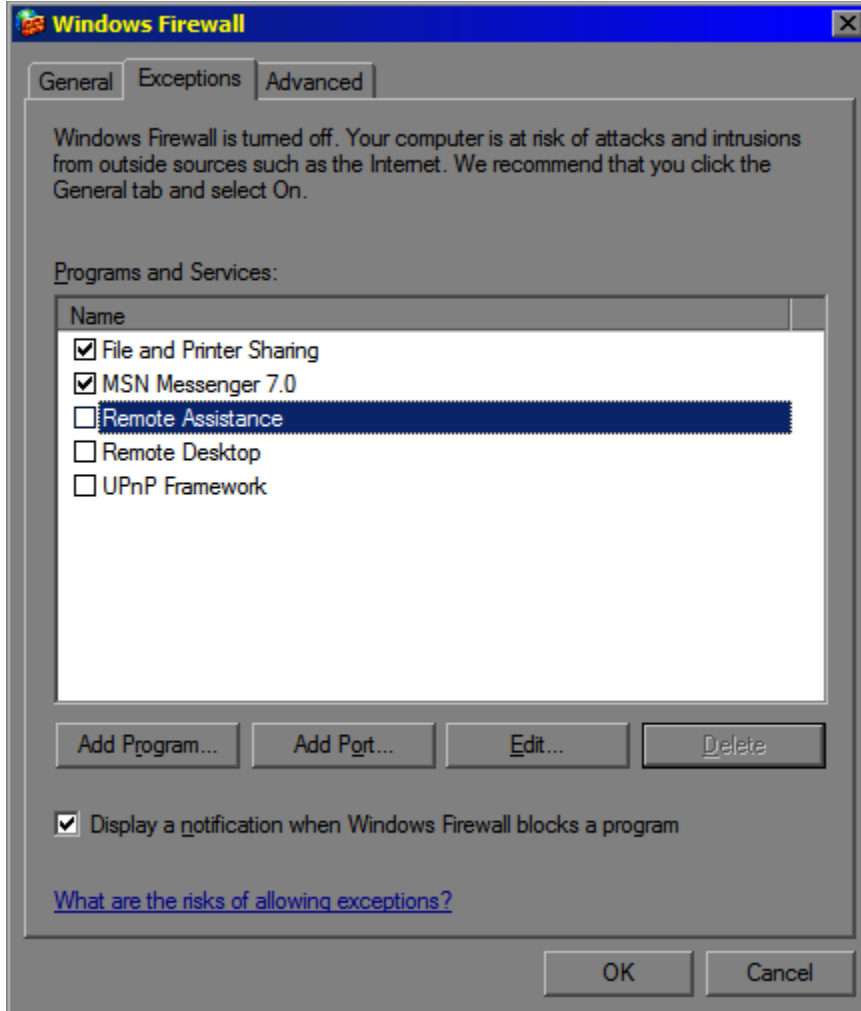 Windows Firewall
General Exceptions Advanced
Windows Firewall is turned off. Your computer is at risk of attacks and intrusions
from outside sources such as the Internet. We recommend that you click the
General tab and select On.
Programs and Services:
Name
File and Printer Sharing
MSN Messenger 7.0
Remote Assistance
Remote Desktop
UPnP Framework
Add Program... Add Port... Edit... Delete
Display a notification when Windows Firewall blocks a program
What are the risks of allowing exceptions?
OK Cancel